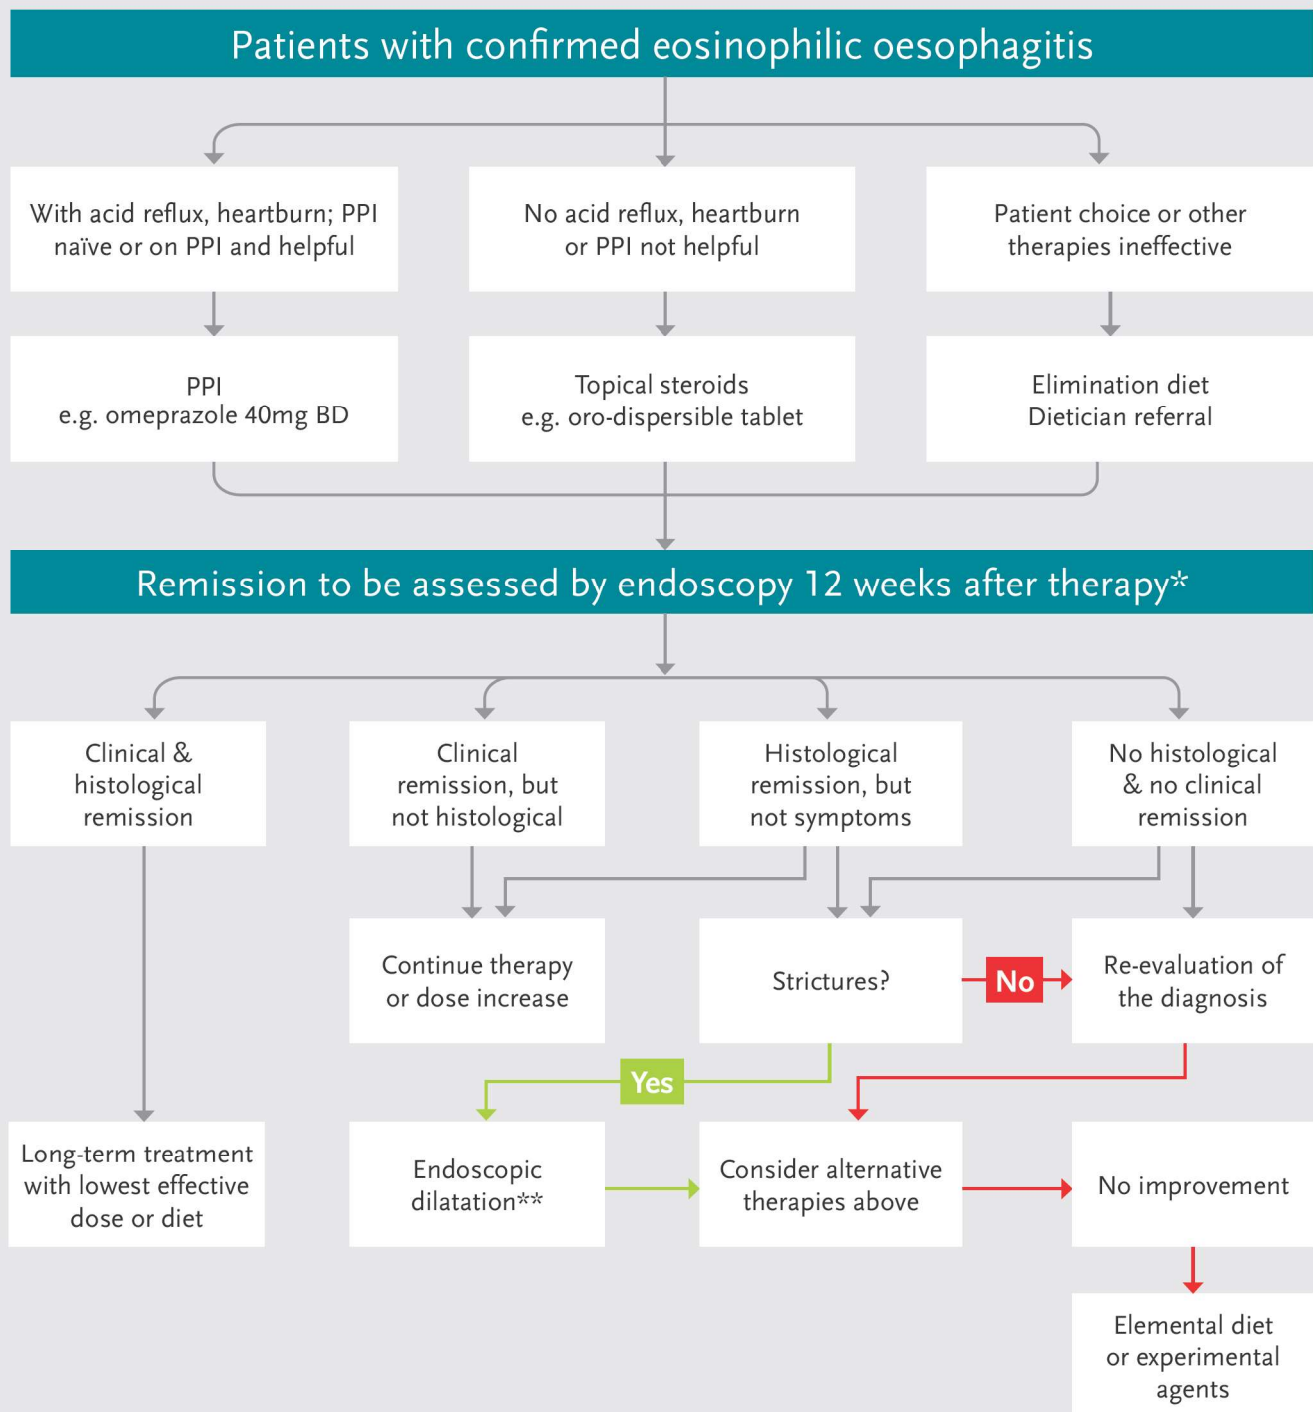 Patients with confirmed eosinophilic oesophagitis
With acid reflux, heartburn; PPI
naïve or on PPI and helpful
No acid reflux, heartburn
or PPI not helpful
Patient choice or other
therapies ineffective
PPI
e.g. omeprazole 40mg BD
Topical steroids
e.g. oro-dispersible tablet
Elimination diet
Dietician referral
Remission to be assessed by endoscopy 12 weeks after therapy*
Clinical &
histological
remission
Clinical
remission, but
not histological
Histological
remission, but
not symptoms
No histological
& no clinical
remission
Continue therapy
or dose increase
Strictures?
No
Re-evaluation of
the diagnosis
Yes
Long-term treatment
with lowest effective
dose or diet
Endoscopic
dilatation**
Consider alternative
therapies above
No improvement
Elemental diet
or experimental
agents